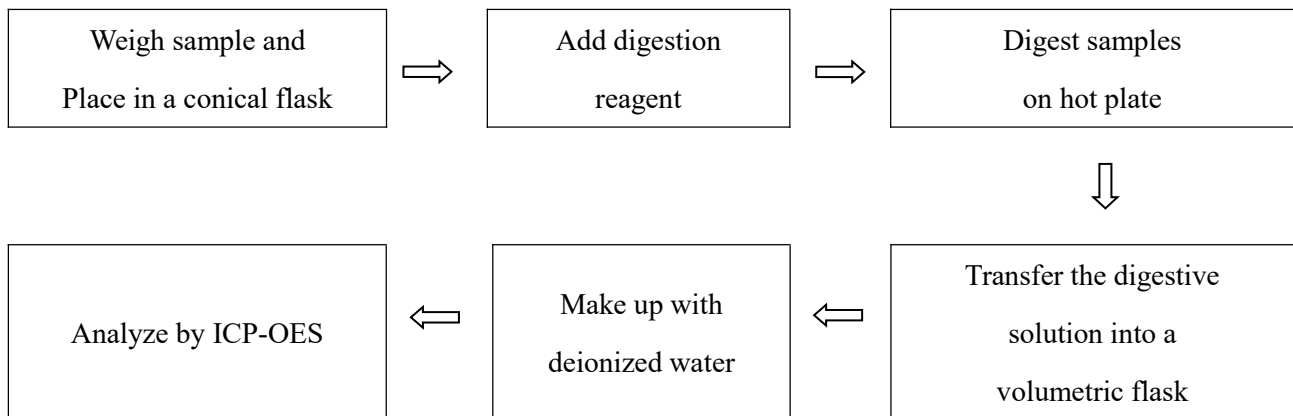 Weigh sample and
Place in a conical flask
Add digestion
reagent
Digest samples
on hot plate
Transfer the digestive
solution into a
volumetric flask
Make up with
deionized water
Analyze by ICP-OES